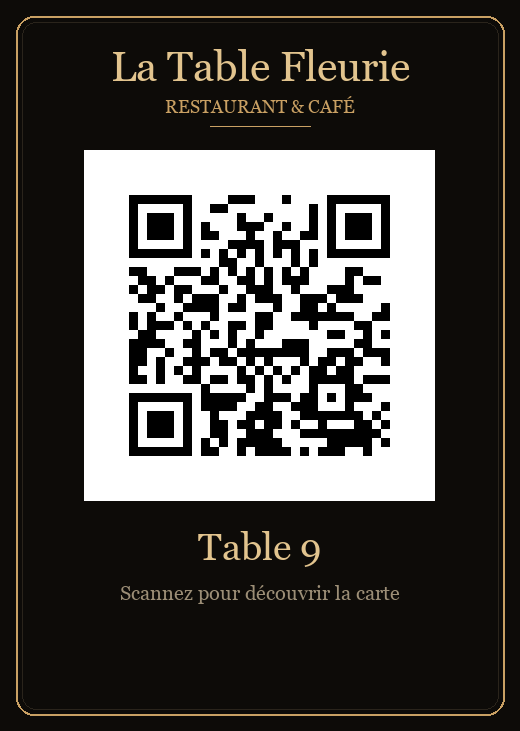 La Table Fleurie
RESTAURANT & CAFÉ
Table 9
Scannez pour découvrir la carte